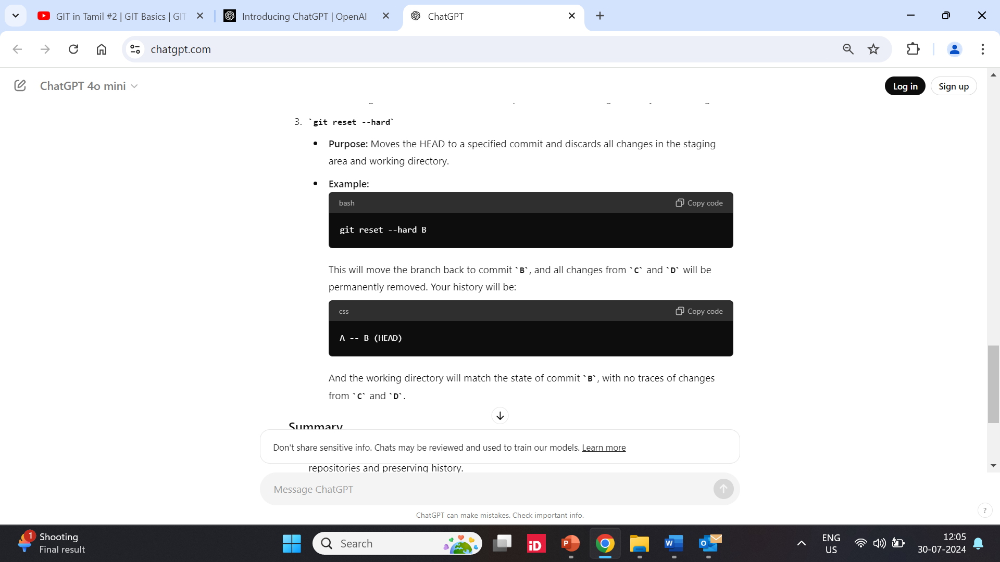 GIT in Tamil #2 | GIT Basics | GIT
Introducing ChatGPT | OpenAI
ChatGPT
chatgpt.com
ChatGPT 4o mini
Log in
Sign up
3. `git reset --hard`
• Purpose: Moves the HEAD to a specified commit and discards all changes in the staging
area and working directory.
• Example:
bash
Copy code
git reset --hard B
This will move the branch back to commit `B`, and all changes from `C` and `D` will be
permanently removed. Your history will be:
css
Copy code
A -- B (HEAD)
And the working directory will match the state of commit `B`, with no traces of changes
from `C` and `D`.
Summary
Don't share sensitive info. Chats may be reviewed and used to train our models. Learn more
repositories and preserving history.
Message ChatGPT
ChatGPT can make mistakes. Check important info.
?
1
Shooting
Final result
Search
iD
P
W
O
ENG
US
12:05
30-07-2024